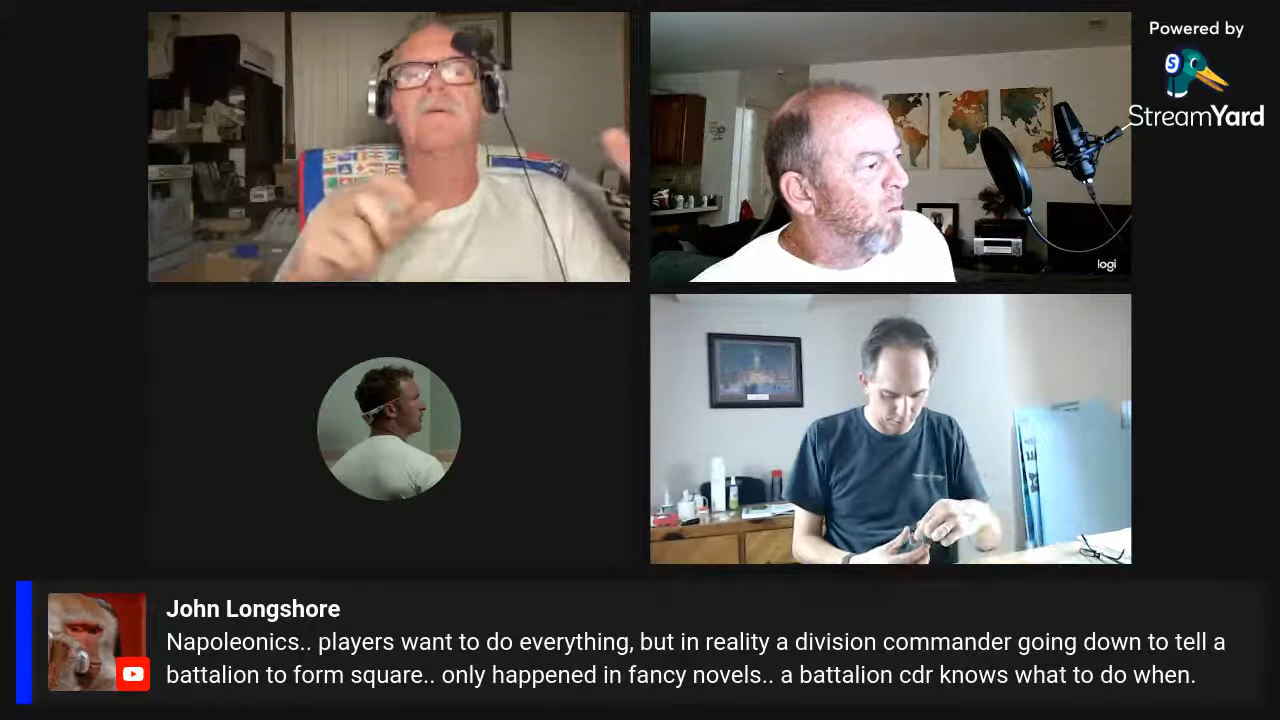 Powered by
StreamYard
logi
John Longshore
Napoleonics.. players want to do everything, but in reality a division commander going down to tell a
battalion to form square.. only happened in fancy novels.. a battalion cdr knows what to do when.